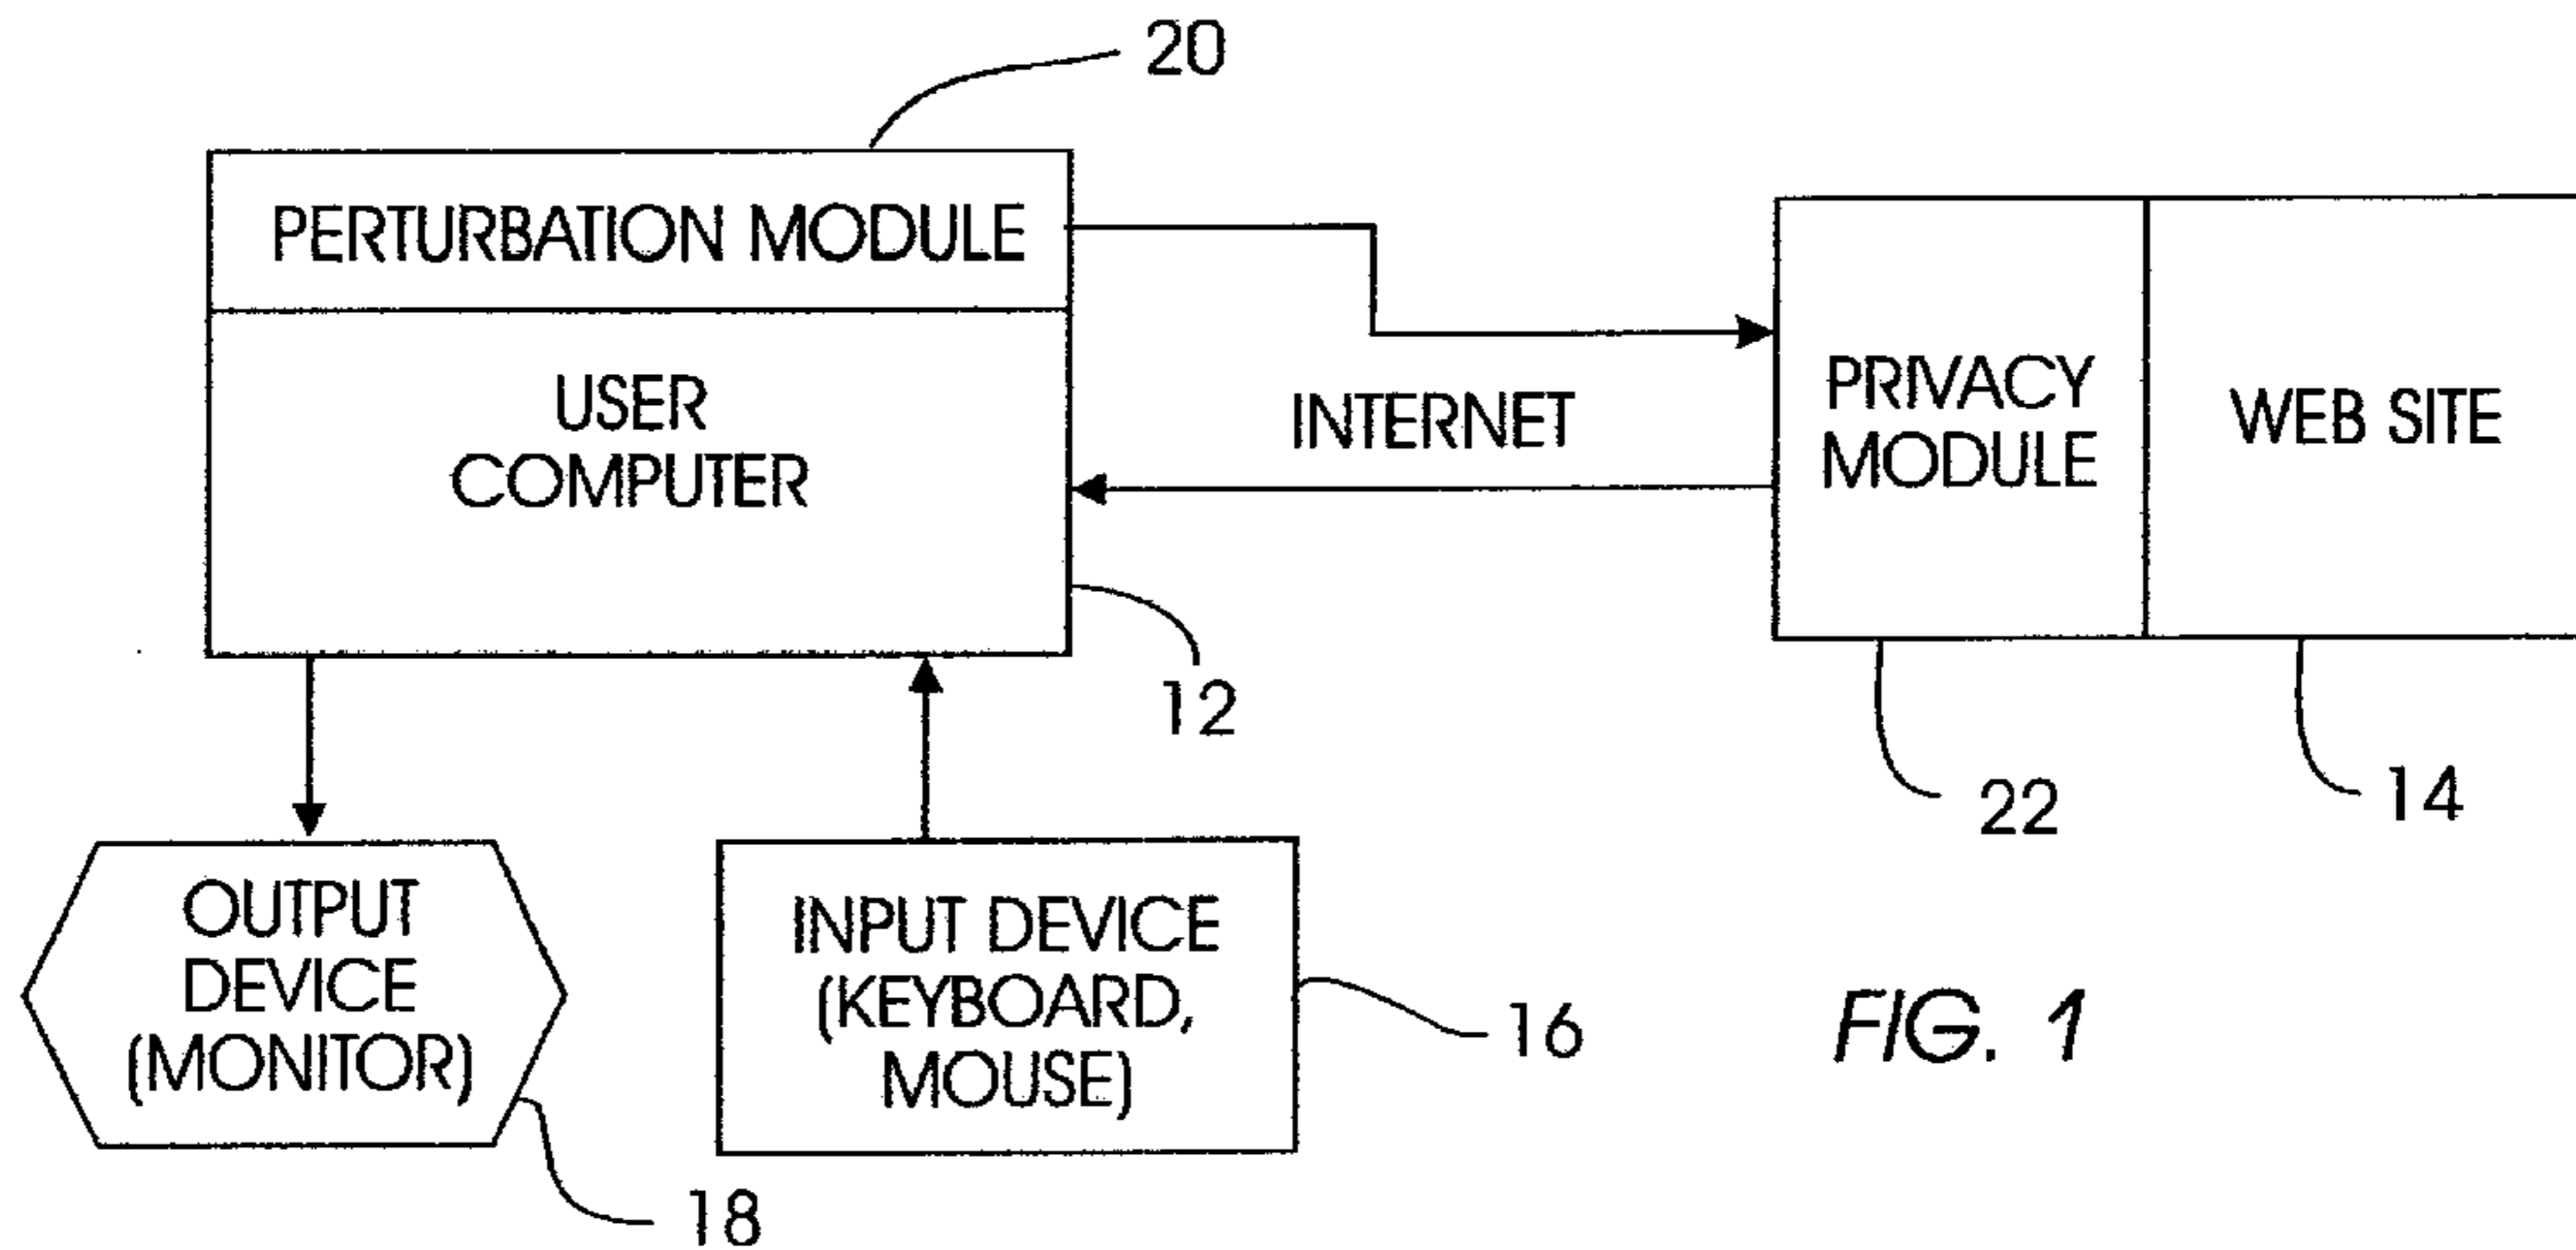 20
PERTURBATION MODULE
USER
COMPUTER
INTERNET
PRIVACY
MODULE
WEB SITE
12
22
14
OUTPUT
DEVICE
(MONITOR)
INPUT DEVICE
(KEYBOARD,
MOUSE)
16
18
FIG. 1